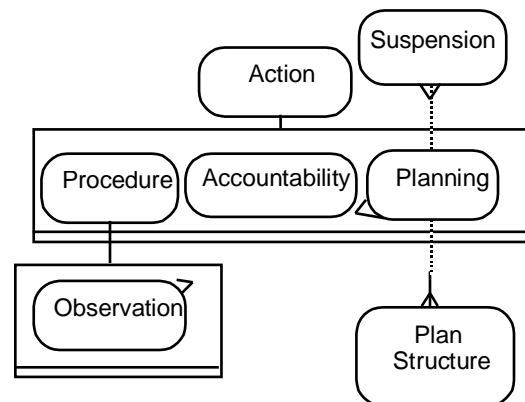 Suspension
Action
Procedure
Accountability
Planning
Observation
Plan
Structure